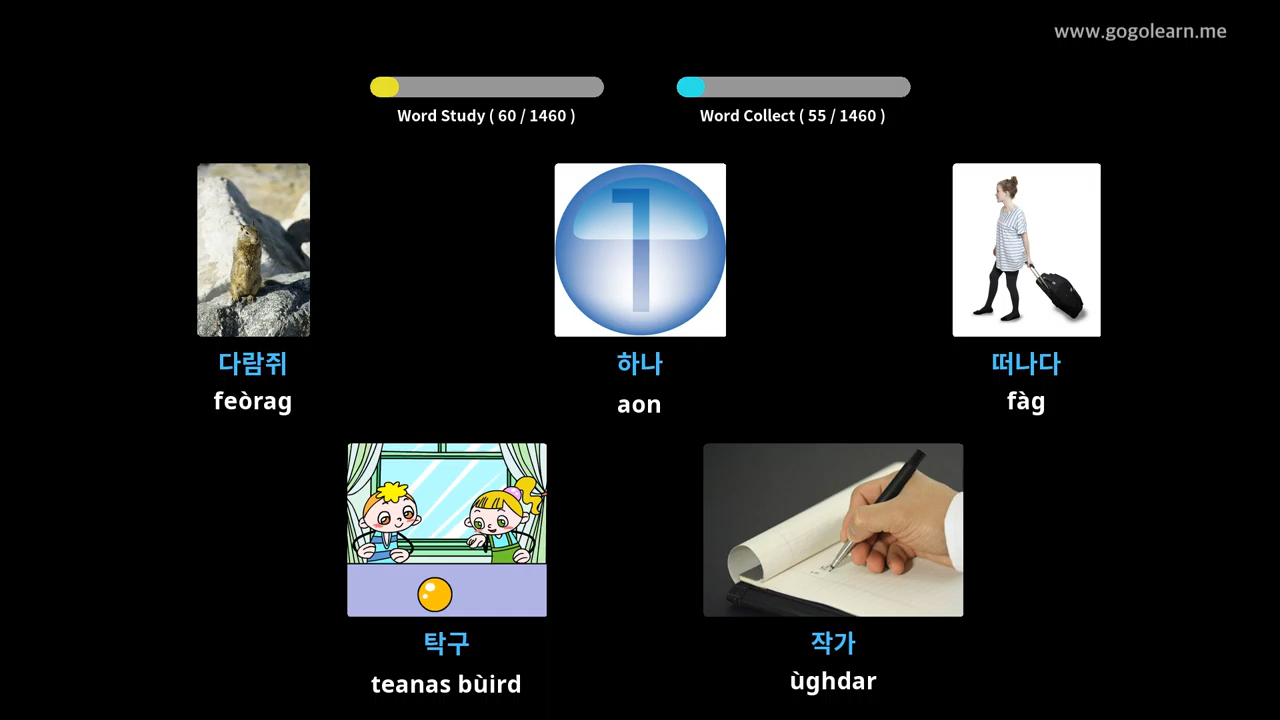 www.gogolearn.me
Word Study ( 60 / 1460 )
Word Collect ( 55 / 1460 )
1
다람쥐
feòrag
하나
aon
떠나다
fàg
탁구
teanas bùird
작가
ùghdar